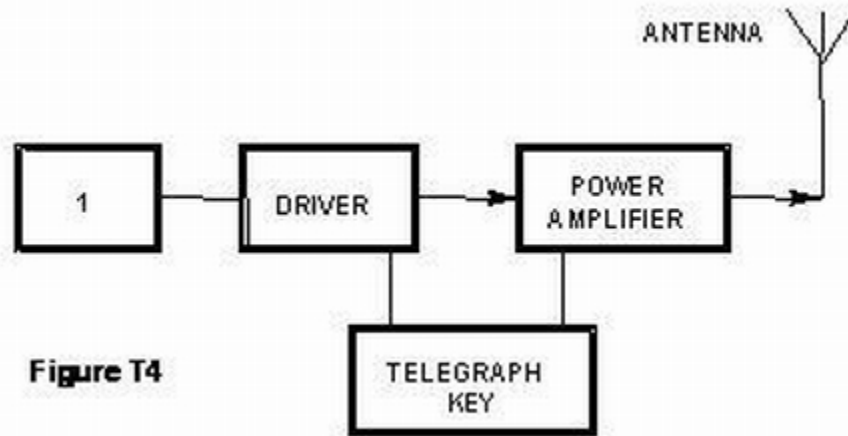 ANTENNA
1
DRIVER
POWER
AMPLIFIER
TELEGRAPH
KEY
Figure T4